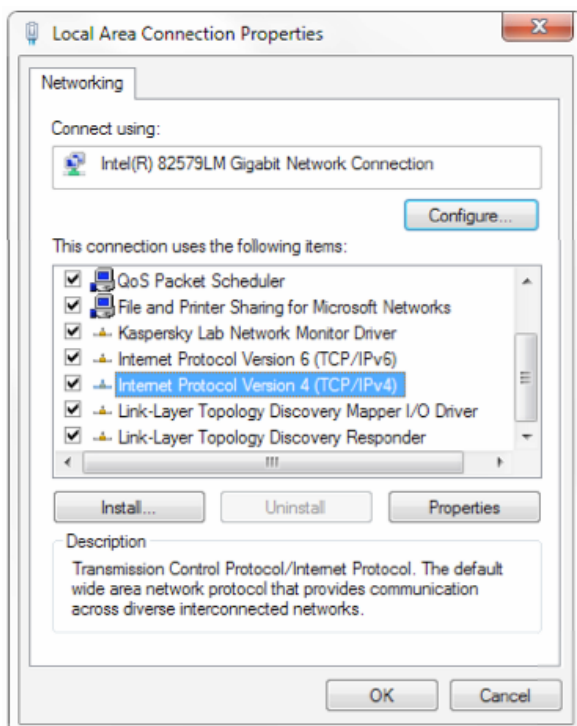 Local Area Connection Properties
Networking
Connect using:
Intel(R) 82579LM Gigabit Network Connection
Configure...
This connection uses the following items:
QoS Packet Scheduler
File and Printer Sharing for Microsoft Networks
Kaspersky Lab Network Monitor Driver
Internet Protocol Version 6 (TCP/IPv6)
Internet Protocol Version 4 (TCP/IPv4)
Link-Layer Topology Discovery Mapper I/O Driver
Link-Layer Topology Discovery Responder
Install... Uninstall Properties
Description
Transmission Control Protocol/Internet Protocol. The default
wide area network protocol that provides communication
across diverse interconnected networks.
OK Cancel